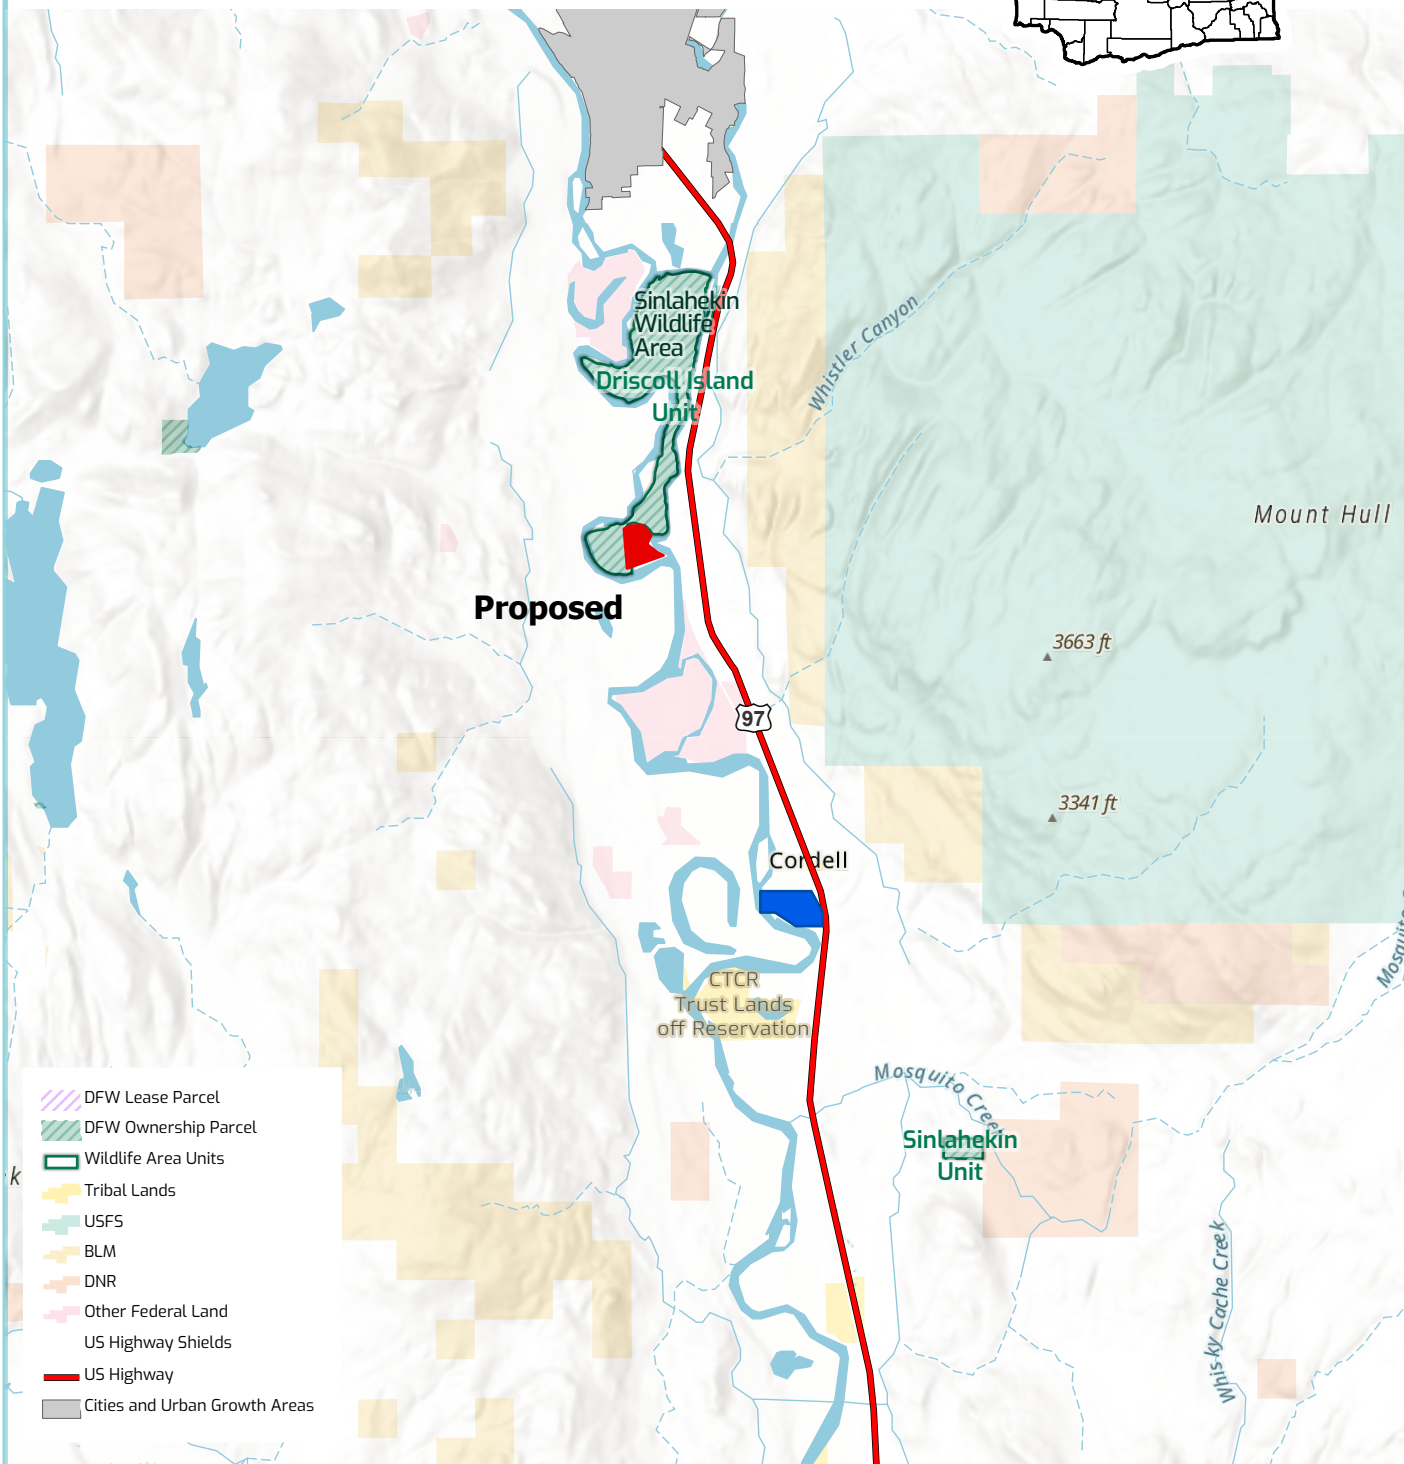 Sinlahekin
Wildlife
Area
Driscoll Island
Unit
Whistler Canyon
Mount Hull
Proposed
3663 ft
97
3341 ft
Cordell
CTCR
Trust Lands
off Reservation
Mosquito Creek
Sinlahekin
Unit
Whisky Cache Creek
k
DFW Lease Parcel
DFW Ownership Parcel
Wildlife Area Units
Tribal Lands
USFS
BLM
DNR
Other Federal Land
US Highway Shields
US Highway
Cities and Urban Growth Areas